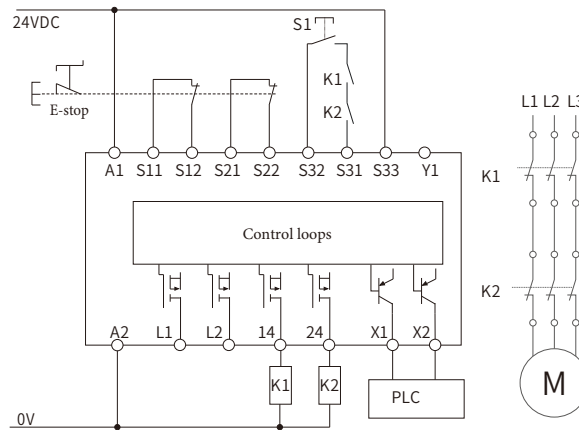 24VDC
S1
K1
K2
E-stop
L1 L2 L3
A1 S11 S12 S21 S22 S32 S31 S33 Y1
K1
Control loops
K2
A2 L1 L2 14 24 X1 X2
K1 K2 PLC
M
0V